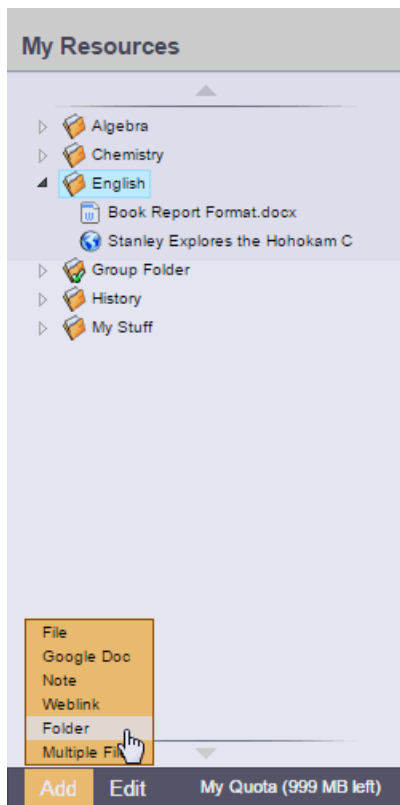 My Resources
Algebra
Chemistry
English
Book Report Format.docx
Stanley Explores the Hohokam C
Group Folder
History
My Stuff
File
Google Doc
Note
Weblink
Folder
Multiple
Add Edit My Quota (999 MB left)